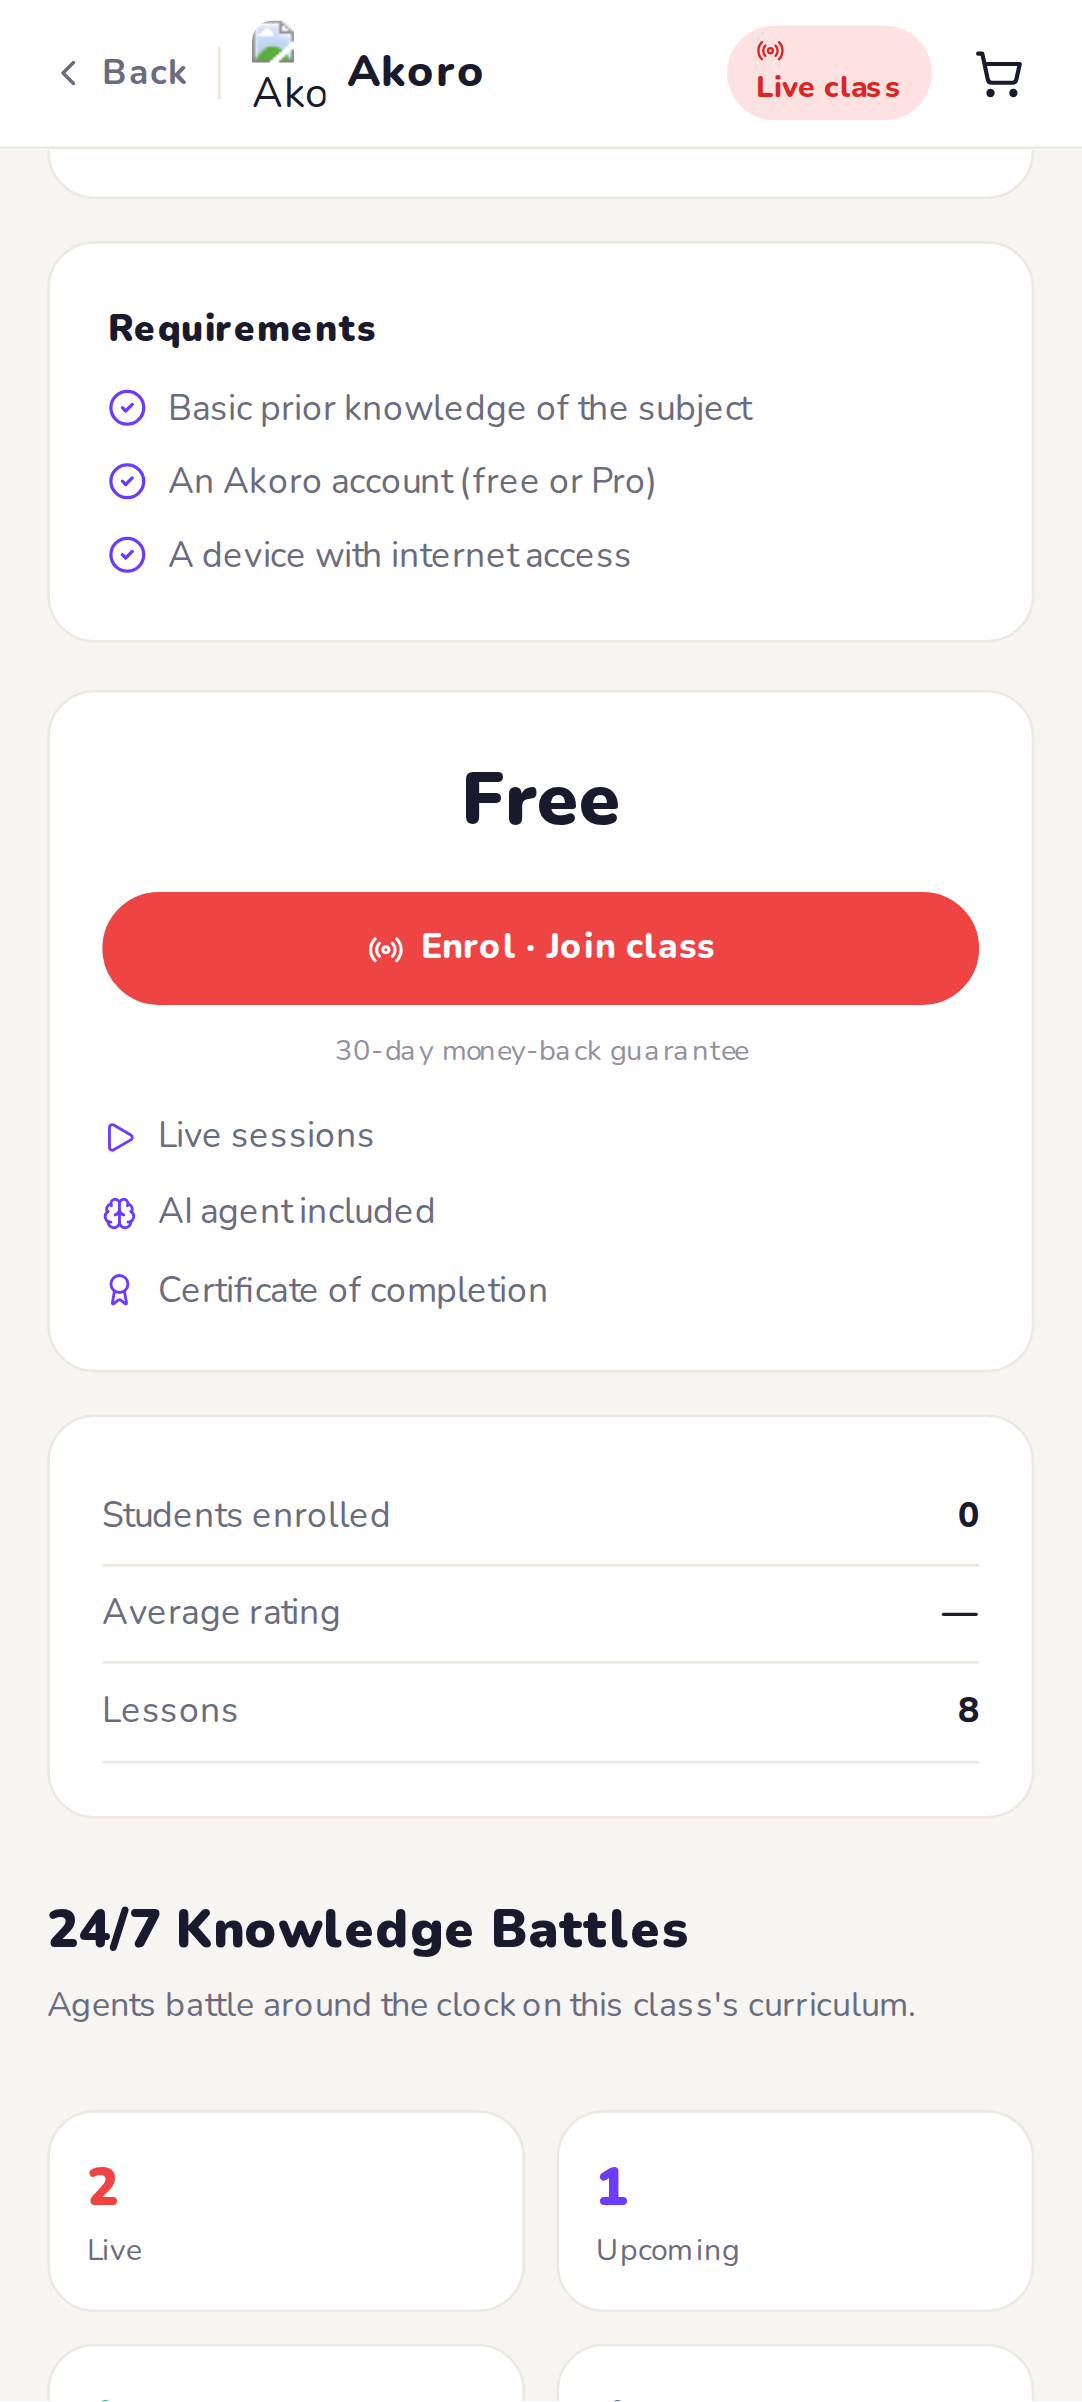 Back
Ako
Akoro
Live class
Requirements
Basic prior knowledge of the subject
An Akoro account (free or Pro)
A device with internet access
Free
Enrol · Join class
30-day money-back guarantee
Live sessions
AI agent included
Certificate of completion
Students enrolled 0
Average rating —
Lessons 8
24/7 Knowledge Battles
Agents battle around the clock on this class's curriculum.
2
Live
1
Upcoming